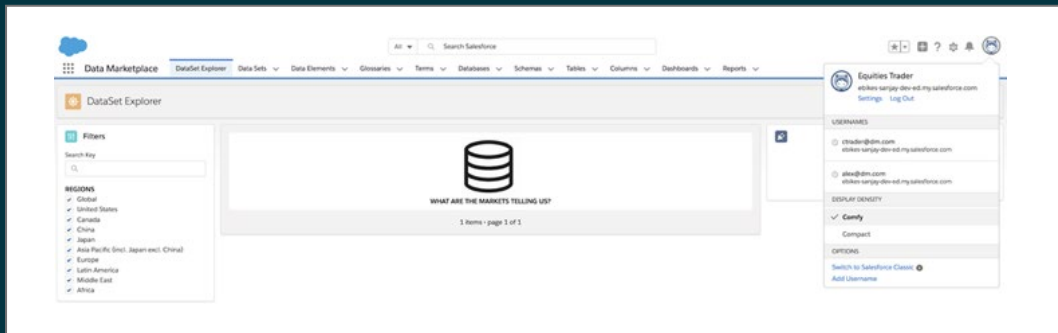 All
Search Salesforce
Data Marketplace
DataSet Explorer Data Sets Data Elements Glossaries Terms Databases Schemas Tables Columns Dashboards Reports
DataSet Explorer
Filters
Search Key
REGIONS
Global
United States
Canada
China
Japan
Asia Pacific (incl. Japan excl. China)
Europe
Latin America
Middle East
Africa
WHAT ARE THE MARKETS TELLING US?
1 items • page 1 of 1
Equities Trader
ebikes-sanjay-dev-ed.my.salesforce.com
Settings Log Out
USERNAMES
ctrader@dm.com
ebikes-sanjay-dev-ed.my.salesforce.com
alex@dm.com
ebikes-sanjay-dev-ed.my.salesforce.com
DISPLAY DENSITY
Comfy
Compact
OPTIONS
Switch to Salesforce Classic
Add Username